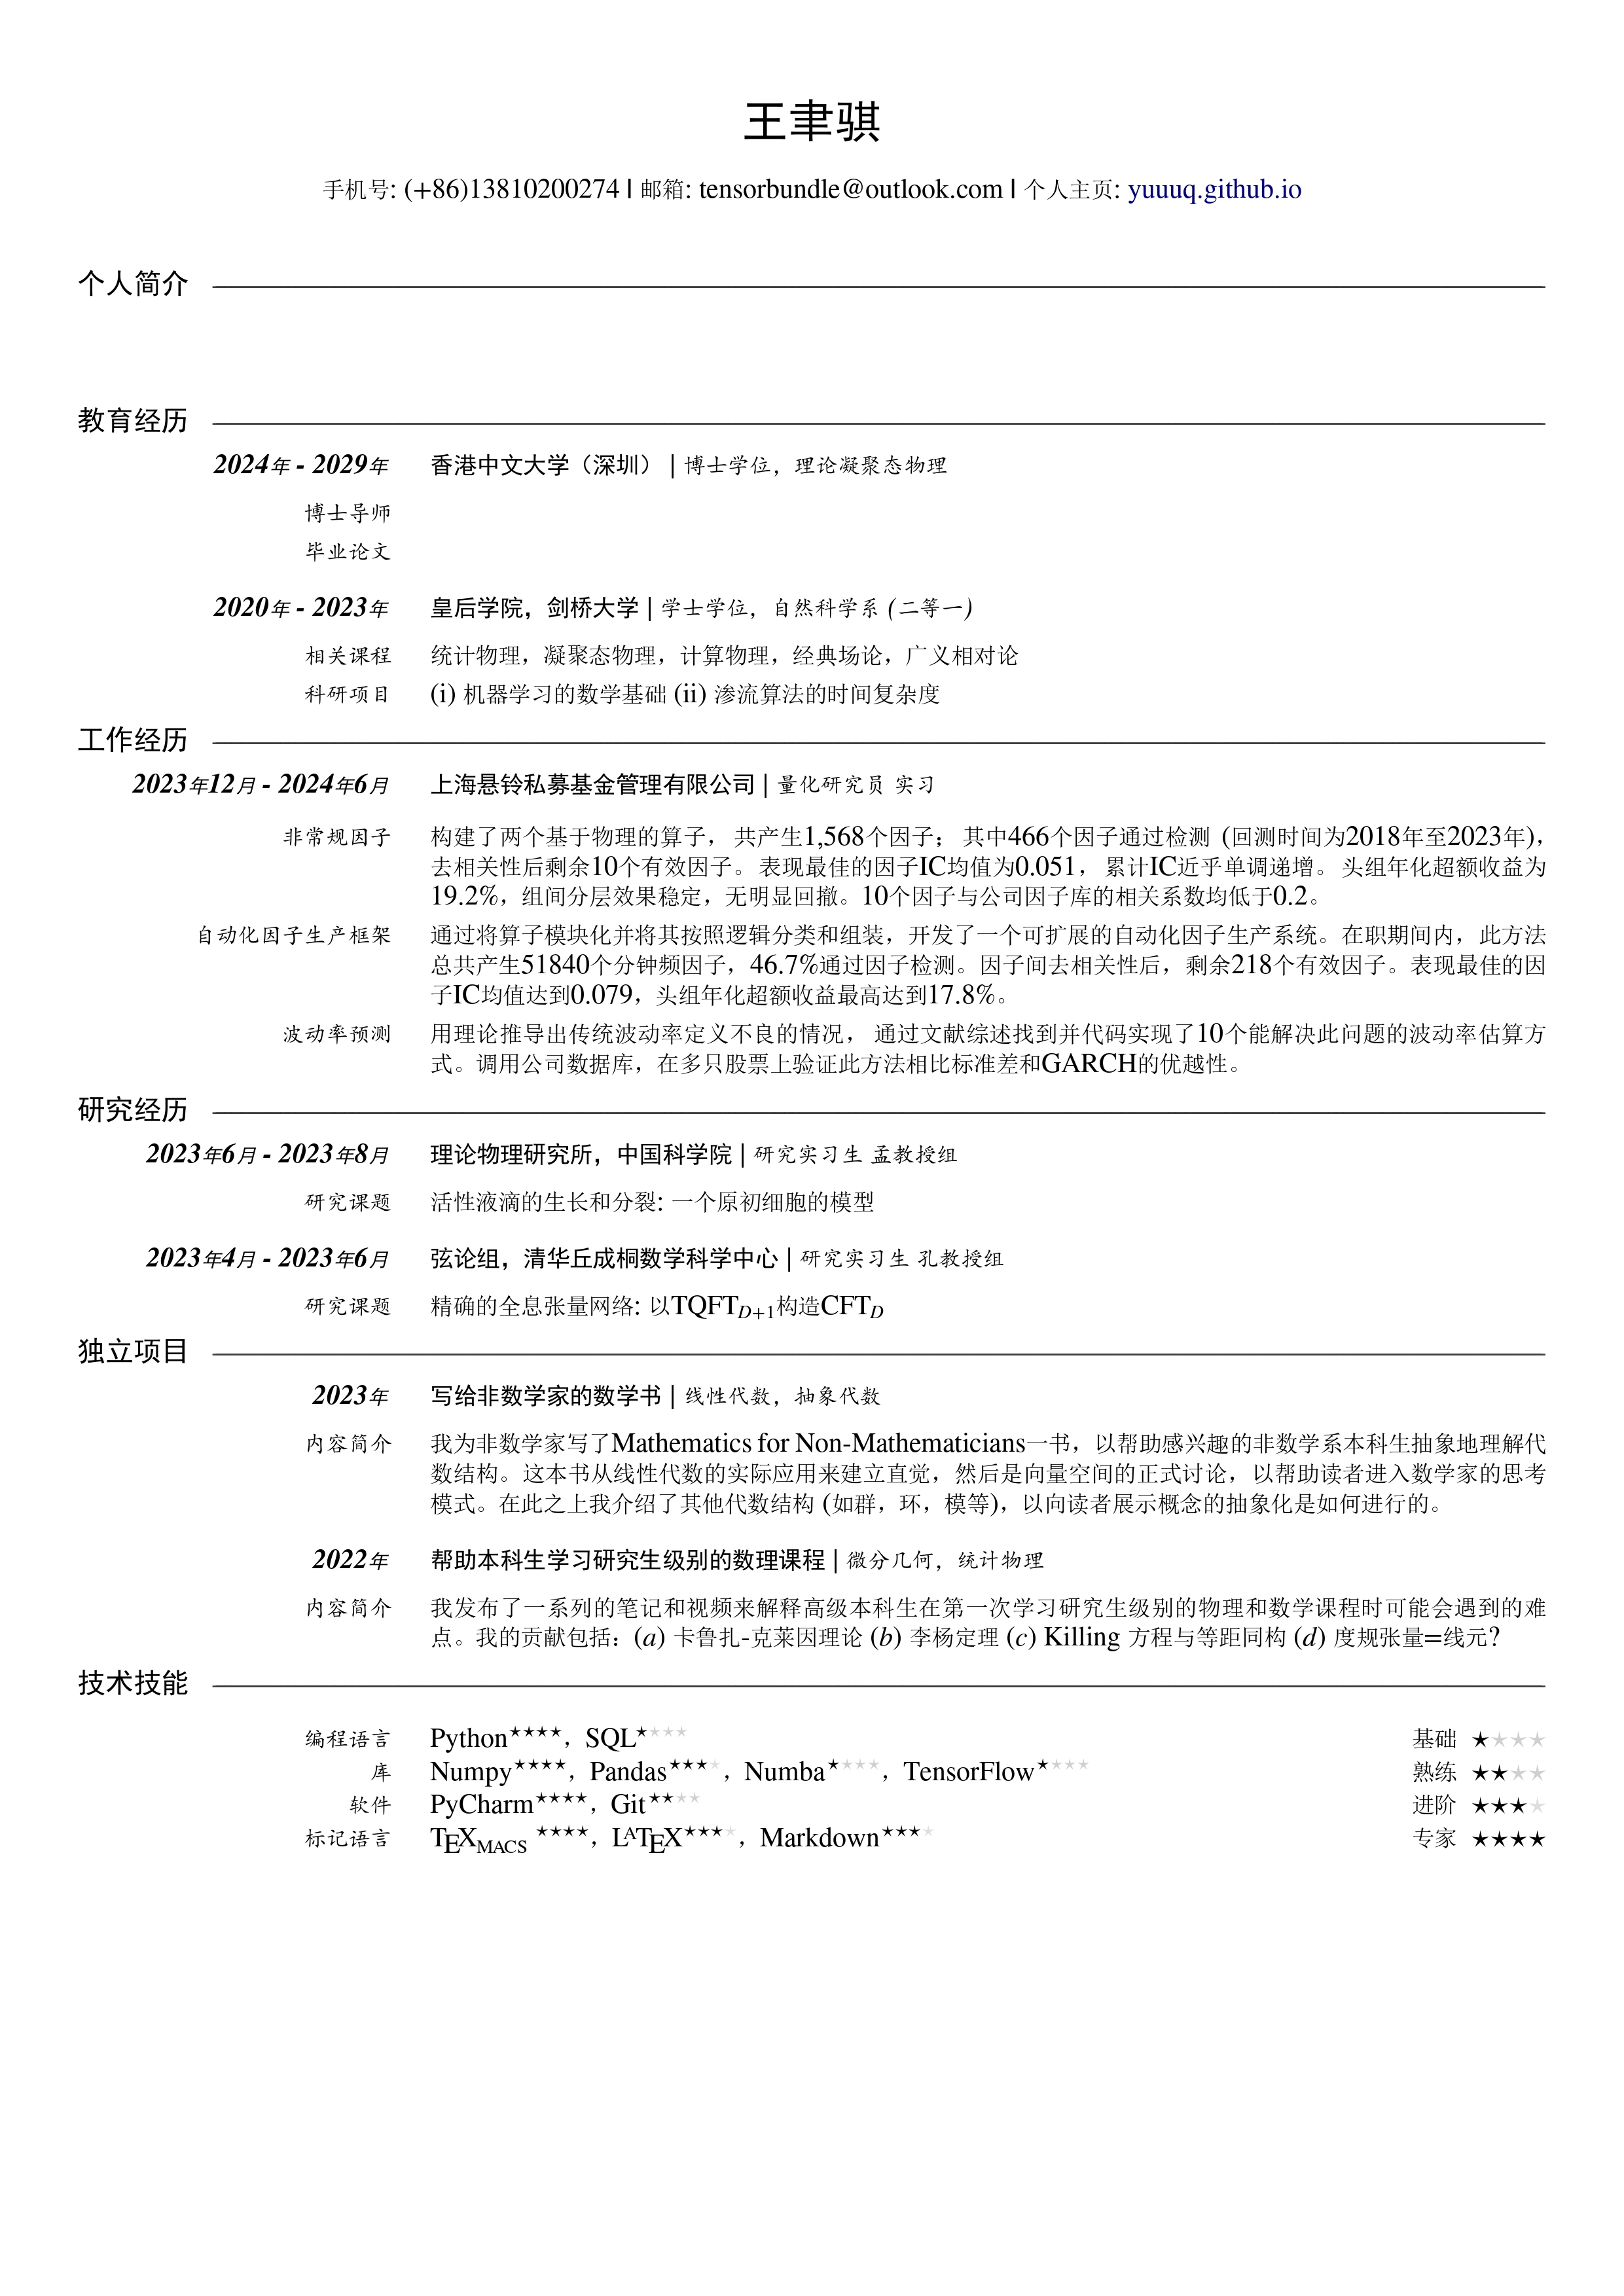 王聿骐
手机号: (+86)13810200274 | 邮箱: tensorbundle@outlook.com | 个人主页: yuuuq.github.io
个人简介
教育经历
2024年 - 2029年 香港中文大学（深圳） | 博士学位，理论凝聚态物理
博士导师
毕业论文
2020年 - 2023年 皇后学院，剑桥大学 | 学士学位，自然科学系 (二等一)
相关课程 统计物理，凝聚态物理，计算物理，经典场论，广义相对论
科研项目 (i) 机器学习的数学基础 (ii) 渗流算法的时间复杂度
工作经历
2023年12月 - 2024年6月 上海悬铃私募基金管理有限公司 | 量化研究员 实习
非常规因子 构建了两个基于物理的算子， 共产生1,568个因子； 其中466个因子通过检测 (回测时间为2018年至2023年)，
去相关性后剩余10个有效因子。表现最佳的因子IC均值为0.051， 累计IC近乎单调递增。头组年化超额收益为
19.2%，组间分层效果稳定，无明显回撤。10个因子与公司因子库的相关系数均低于0.2。
自动化因子生产框架 通过将算子模块化并将其按照逻辑分类和组装，开发了一个可扩展的自动化因子生产系统。在职期间内，此方法
总共产生51840个分钟频因子，46.7%通过因子检测。因子间去相关性后，剩余218个有效因子。表现最佳的因
子IC均值达到0.079，头组年化超额收益最高达到17.8%。
波动率预测 用理论推导出传统波动率定义不良的情况， 通过文献综述找到并代码实现了10个能解决此问题的波动率估算方
式。调用公司数据库，在多只股票上验证此方法相比标准差和GARCH的优越性。
研究经历
2023年6月 - 2023年8月 理论物理研究所，中国科学院 | 研究实习生 孟教授组
研究课题 活性液滴的生长和分裂: 一个原初细胞的模型
2023年4月 - 2023年6月 弦论组，清华丘成桐数学科学中心 | 研究实习生 孔教授组
研究课题 精确的全息张量网络: 以TQFT_{D+1}构造CFT_D
独立项目
2023年 写给非数学家的数学书 | 线性代数，抽象代数
内容简介 我为非数学家写了Mathematics for Non-Mathematicians一书，以帮助感兴趣的非数学系本科生抽象地理解代
数结构。这本书从线性代数的实际应用来建立直觉，然后是向量空间的正式讨论，以帮助读者进入数学家的思考
模式。在此之上我介绍了其他代数结构 (如群，环，模等)，以向读者展示概念的抽象化是如何进行的。
2022年 帮助本科生学习研究生级别的数理课程 | 微分几何，统计物理
内容简介 我发布了一系列的笔记和视频来解释高级本科生在第一次学习研究生级别的物理和数学课程时可能会遇到的难
点。我的贡献包括：(a) 卡鲁扎-克莱因理论 (b) 李杨定理 (c) Killing 方程与等距同构 (d) 度规张量=线元？
技术技能
编程语言 Python★★★★，SQL★★★★ 基础 ★★★★
库 Numpy★★★★，Pandas★★★★，Numba★★★★，TensorFlow★★★★ 熟练 ★★★★
软件 PyCharm★★★★，Git★★★★ 进阶 ★★★★
标记语言 TEXMACS ★★★★，LATEX★★★★，Markdown★★★★ 专家 ★★★★